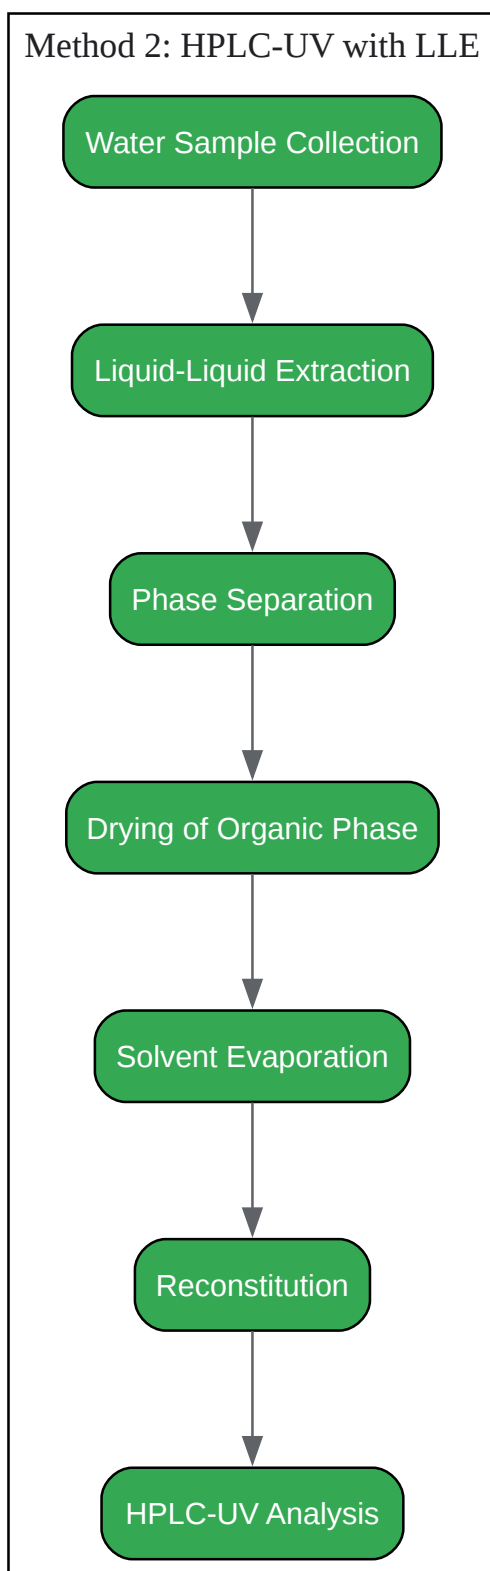 Method 2: HPLC-UV with LLE
Water Sample Collection
Liquid-Liquid Extraction
Phase Separation
Drying of Organic Phase
Solvent Evaporation
Reconstitution
HPLC-UV Analysis